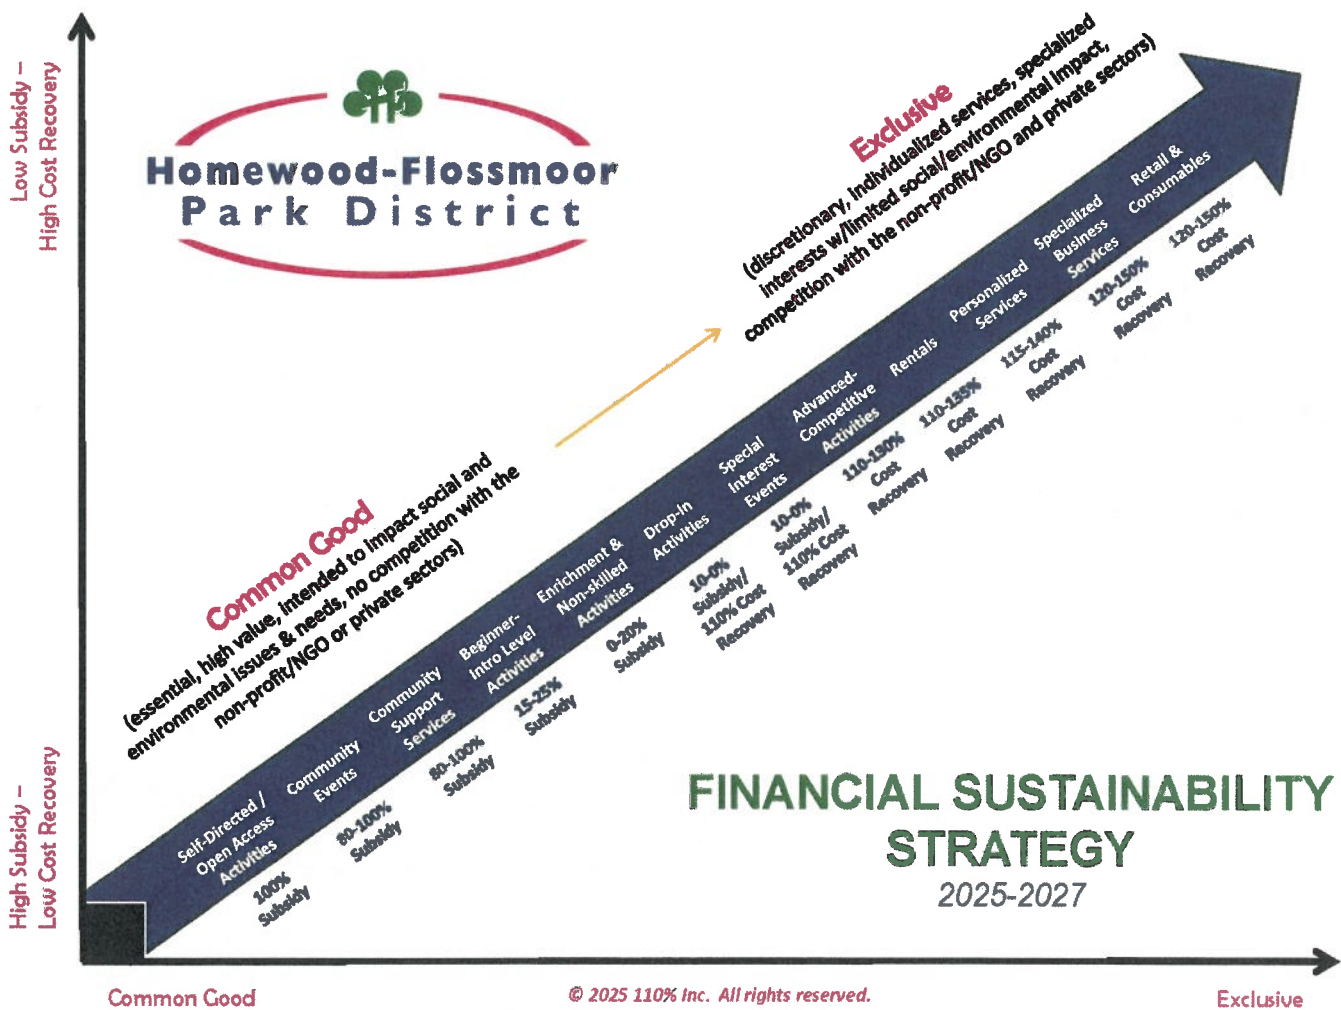 Low Subsidy –
High Cost Recovery
High Subsidy –
Low Cost Recovery
Homewood-Flossmoor
Park District
Exclusive
(discretionary, individualized services, specialized
interests w/limited social/environmental impact,
competition with the non-profit/NGO and private sectors)
Common Good
(essential, high value, intended to impact social and
environmental issues & needs, no competition with the
non-profit/NGO or private sectors)
Self-Directed /
Open Access
Activities
100%
Subsidy
Community
Events
80-100%
Subsidy
Community
Support
Services
80-100%
Subsidy
Beginner-
Intro Level
Activities
15-25%
Subsidy
Enrichment &
Non-skilled
Activities
0-20%
Subsidy
Drop-In
Activities
10-0%
Subsidy/
110% Cost
Recovery
Special
Interest
Events
10-0%
Subsidy/
110% Cost
Recovery
Advanced-
Competitive
Activities
110-130%
Cost
Recovery
Rentals
110-135%
Cost
Recovery
Personalized
Services
115-140%
Cost
Recovery
Specialized
Business
Services
120-150%
Cost
Recovery
Retail &
Consumables
120-150%
Cost
Recovery
FINANCIAL SUSTAINABILITY
STRATEGY
2025-2027
Common Good
© 2025 110% Inc. All rights reserved.
Exclusive